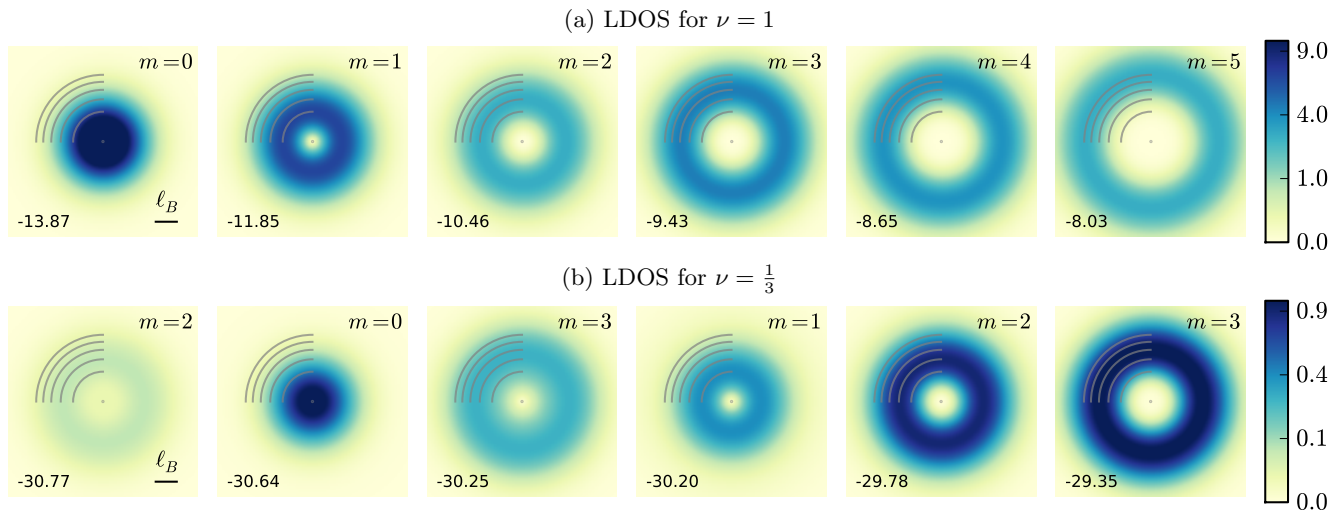 (a) LDOS for ν = 1
m=0 m=1 m=2 m=3 m=4 m=5
ℓ_B
-13.87 -11.85 -10.46 -9.43 -8.65 -8.03
9.0
4.0
1.0
0.0
(b) LDOS for ν = 1/3
m=2 m=0 m=3 m=1 m=2 m=3
ℓ_B
-30.77 -30.64 -30.25 -30.20 -29.78 -29.35
0.9
0.4
0.1
0.0